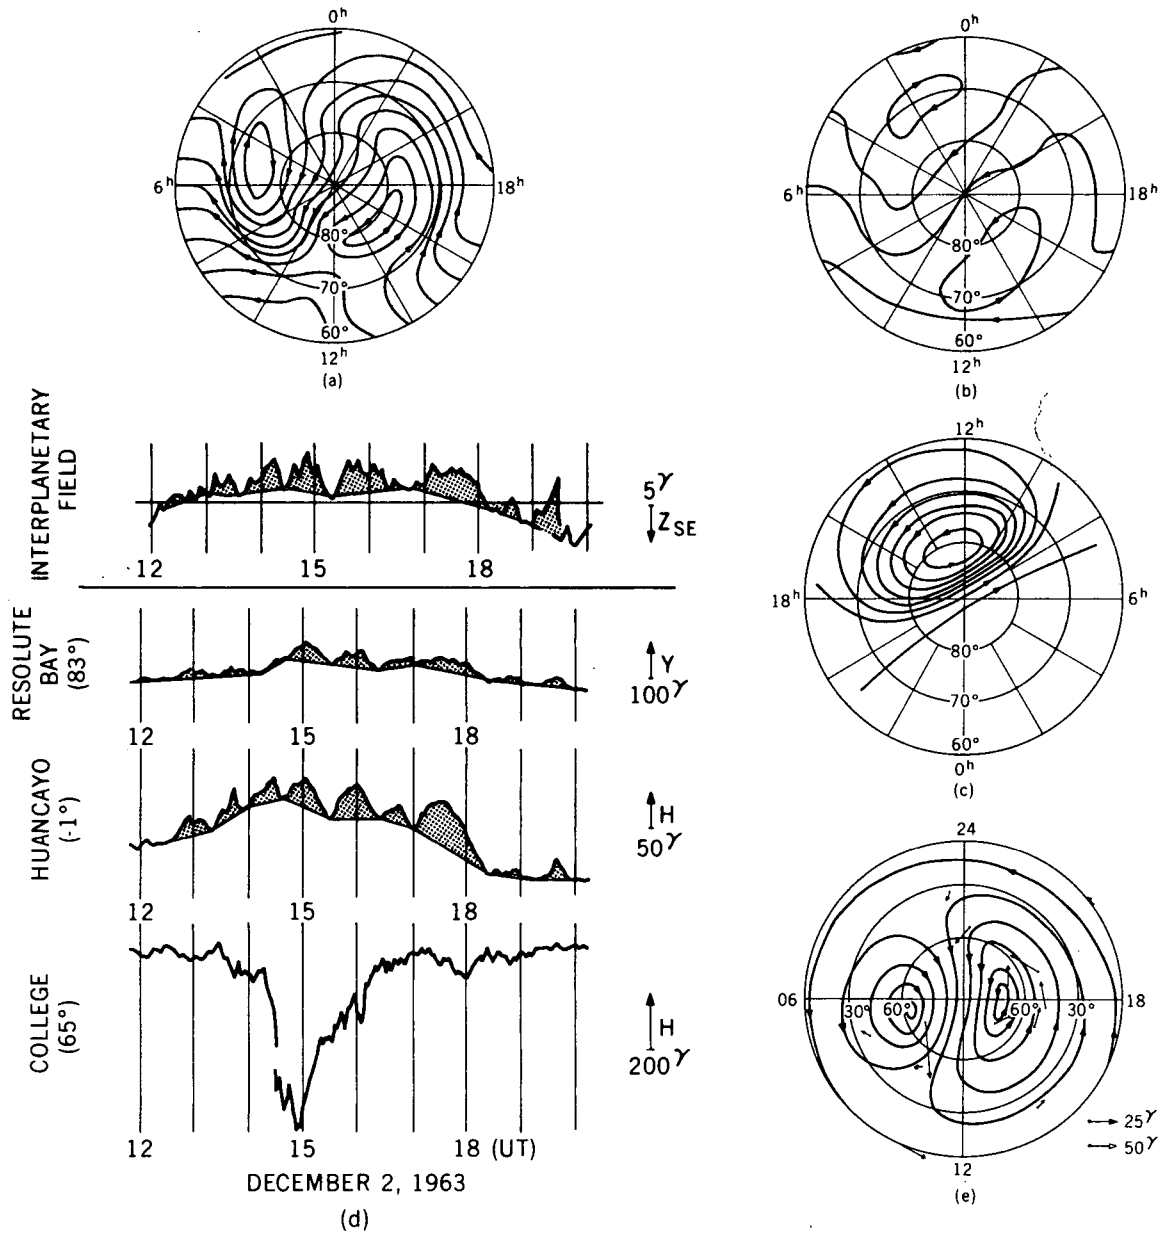 0ʰ
6ʰ
18ʰ
80°
70°
60°
12ʰ
(a)
0ʰ
6ʰ
18ʰ
80°
70°
60°
12ʰ
(b)
INTERPLANETARY
FIELD
5γ
Z_SE
12 15 18
RESOLUTE
BAY
(83°)
Y
100γ
12 15 18
HUANCAYO
(-1°)
H
50γ
12 15 18
COLLEGE
(65°)
H
200γ
12 15 18 (UT)
DECEMBER 2, 1963
(d)
12ʰ
18ʰ
6ʰ
80°
70°
60°
0ʰ
(c)
24
06 30° 60° 60° 30° 18
25γ
50γ
12
(e)